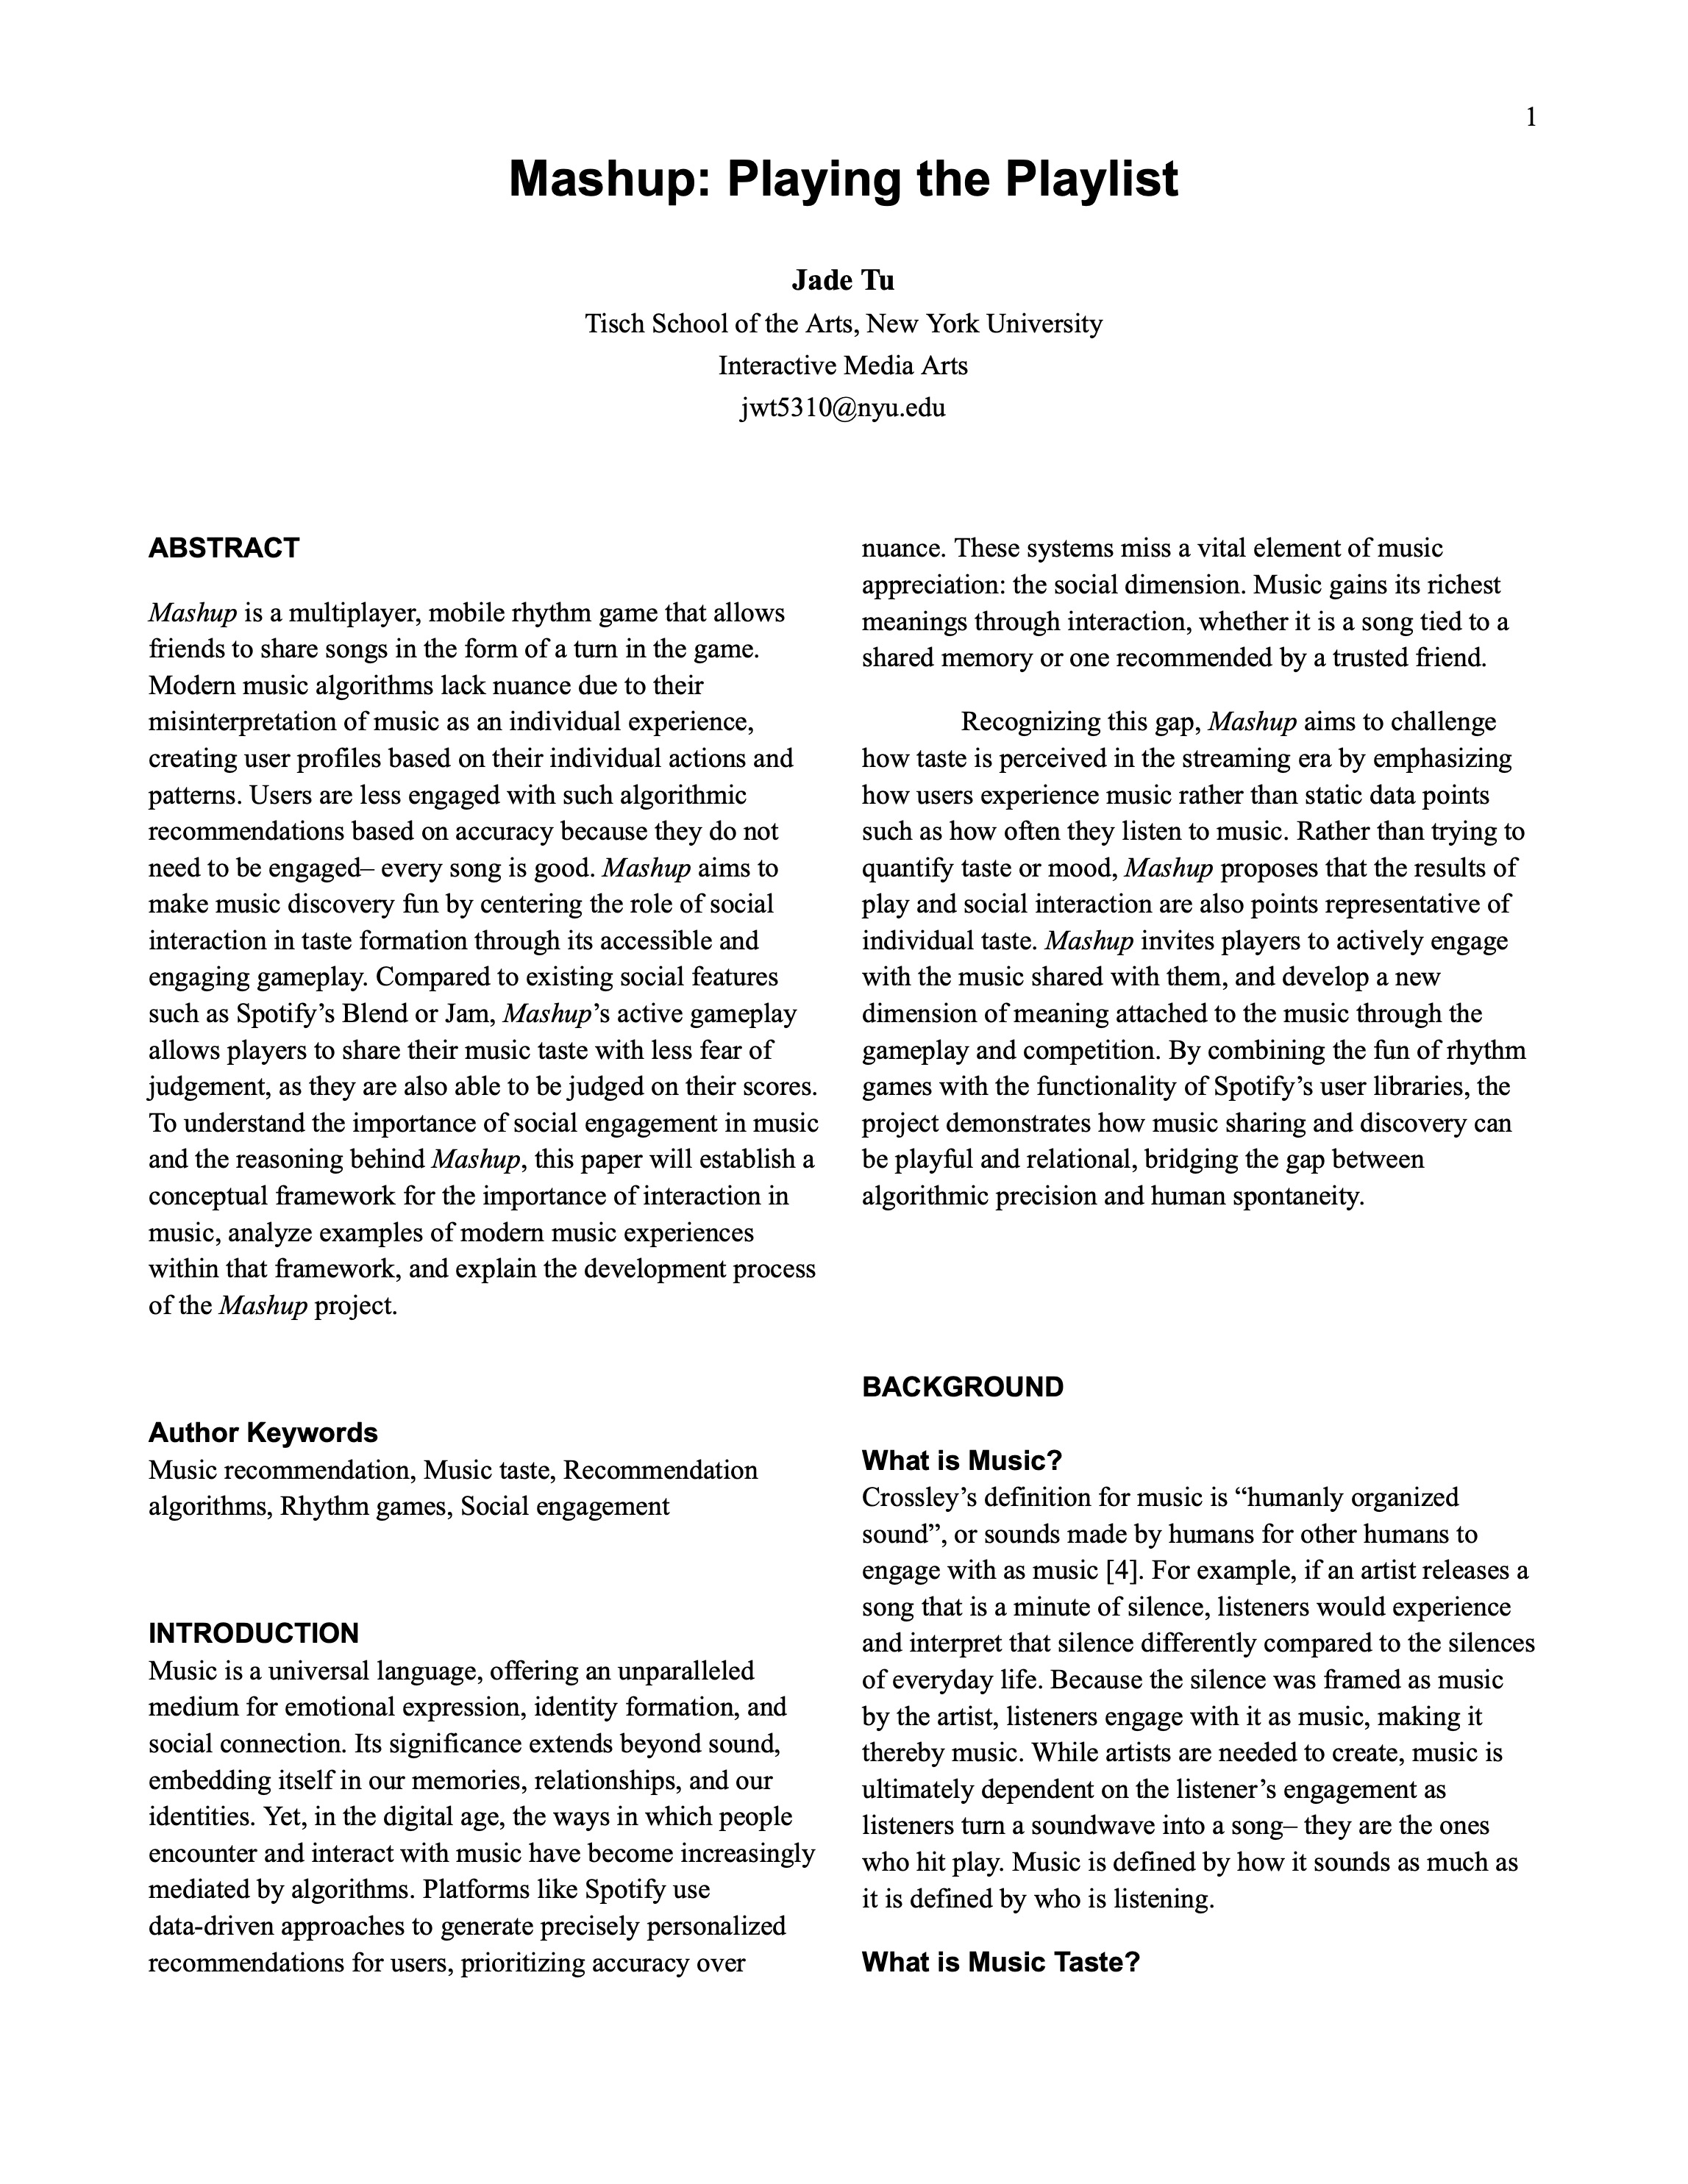 1
Mashup: Playing the Playlist
Jade Tu
Tisch School of the Arts, New York University
Interactive Media Arts
jwt5310@nyu.edu
ABSTRACT
Mashup is a multiplayer, mobile rhythm game that allows
friends to share songs in the form of a turn in the game.
Modern music algorithms lack nuance due to their
misinterpretation of music as an individual experience,
creating user profiles based on their individual actions and
patterns. Users are less engaged with such algorithmic
recommendations based on accuracy because they do not
need to be engaged– every song is good. Mashup aims to
make music discovery fun by centering the role of social
interaction in taste formation through its accessible and
engaging gameplay. Compared to existing social features
such as Spotify’s Blend or Jam, Mashup’s active gameplay
allows players to share their music taste with less fear of
judgement, as they are also able to be judged on their scores.
To understand the importance of social engagement in music
and the reasoning behind Mashup, this paper will establish a
conceptual framework for the importance of interaction in
music, analyze examples of modern music experiences
within that framework, and explain the development process
of the Mashup project.
Author Keywords
Music recommendation, Music taste, Recommendation
algorithms, Rhythm games, Social engagement
INTRODUCTION
Music is a universal language, offering an unparalleled
medium for emotional expression, identity formation, and
social connection. Its significance extends beyond sound,
embedding itself in our memories, relationships, and our
identities. Yet, in the digital age, the ways in which people
encounter and interact with music have become increasingly
mediated by algorithms. Platforms like Spotify use
data-driven approaches to generate precisely personalized
recommendations for users, prioritizing accuracy over
nuance. These systems miss a vital element of music
appreciation: the social dimension. Music gains its richest
meanings through interaction, whether it is a song tied to a
shared memory or one recommended by a trusted friend.
Recognizing this gap, Mashup aims to challenge
how taste is perceived in the streaming era by emphasizing
how users experience music rather than static data points
such as how often they listen to music. Rather than trying to
quantify taste or mood, Mashup proposes that the results of
play and social interaction are also points representative of
individual taste. Mashup invites players to actively engage
with the music shared with them, and develop a new
dimension of meaning attached to the music through the
gameplay and competition. By combining the fun of rhythm
games with the functionality of Spotify’s user libraries, the
project demonstrates how music sharing and discovery can
be playful and relational, bridging the gap between
algorithmic precision and human spontaneity.
BACKGROUND
What is Music?
Crossley’s definition for music is “humanly organized
sound”, or sounds made by humans for other humans to
engage with as music [4]. For example, if an artist releases a
song that is a minute of silence, listeners would experience
and interpret that silence differently compared to the silences
of everyday life. Because the silence was framed as music
by the artist, listeners engage with it as music, making it
thereby music. While artists are needed to create, music is
ultimately dependent on the listener’s engagement as
listeners turn a soundwave into a song– they are the ones
who hit play. Music is defined by how it sounds as much as
it is defined by who is listening.
What is Music Taste?